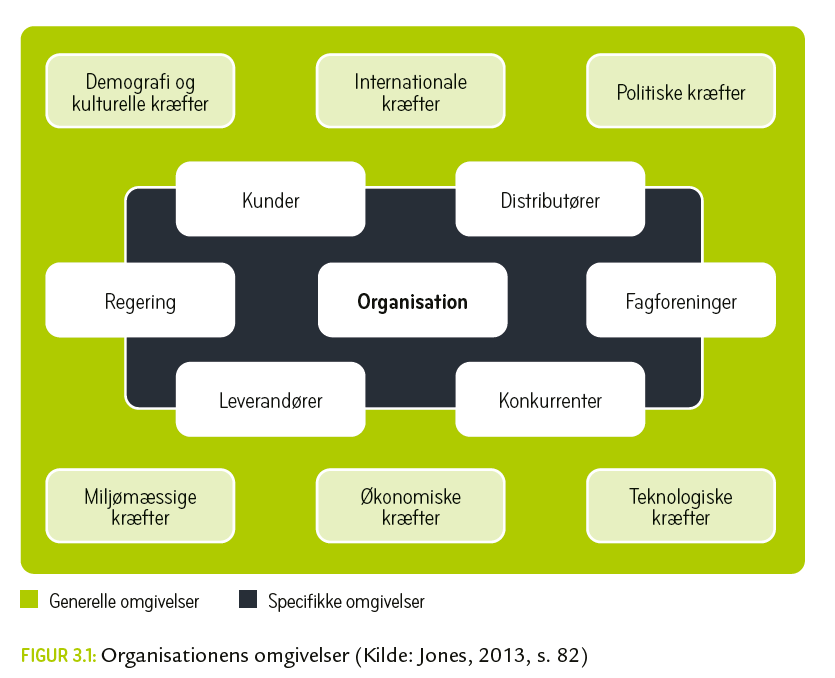 Demografi og
kulturelle kræfter
Internationale
kræfter
Politiske kræfter
Kunder
Distributører
Regering
Organisation
Fagforeninger
Leverandører
Konkurrenter
Miljømæssige
kræfter
Økonomiske
kræfter
Teknologiske
kræfter
Generelle omgivelser
Specifikke omgivelser
FIGUR 3.1: Organisationens omgivelser (Kilde: Jones, 2013, s. 82)